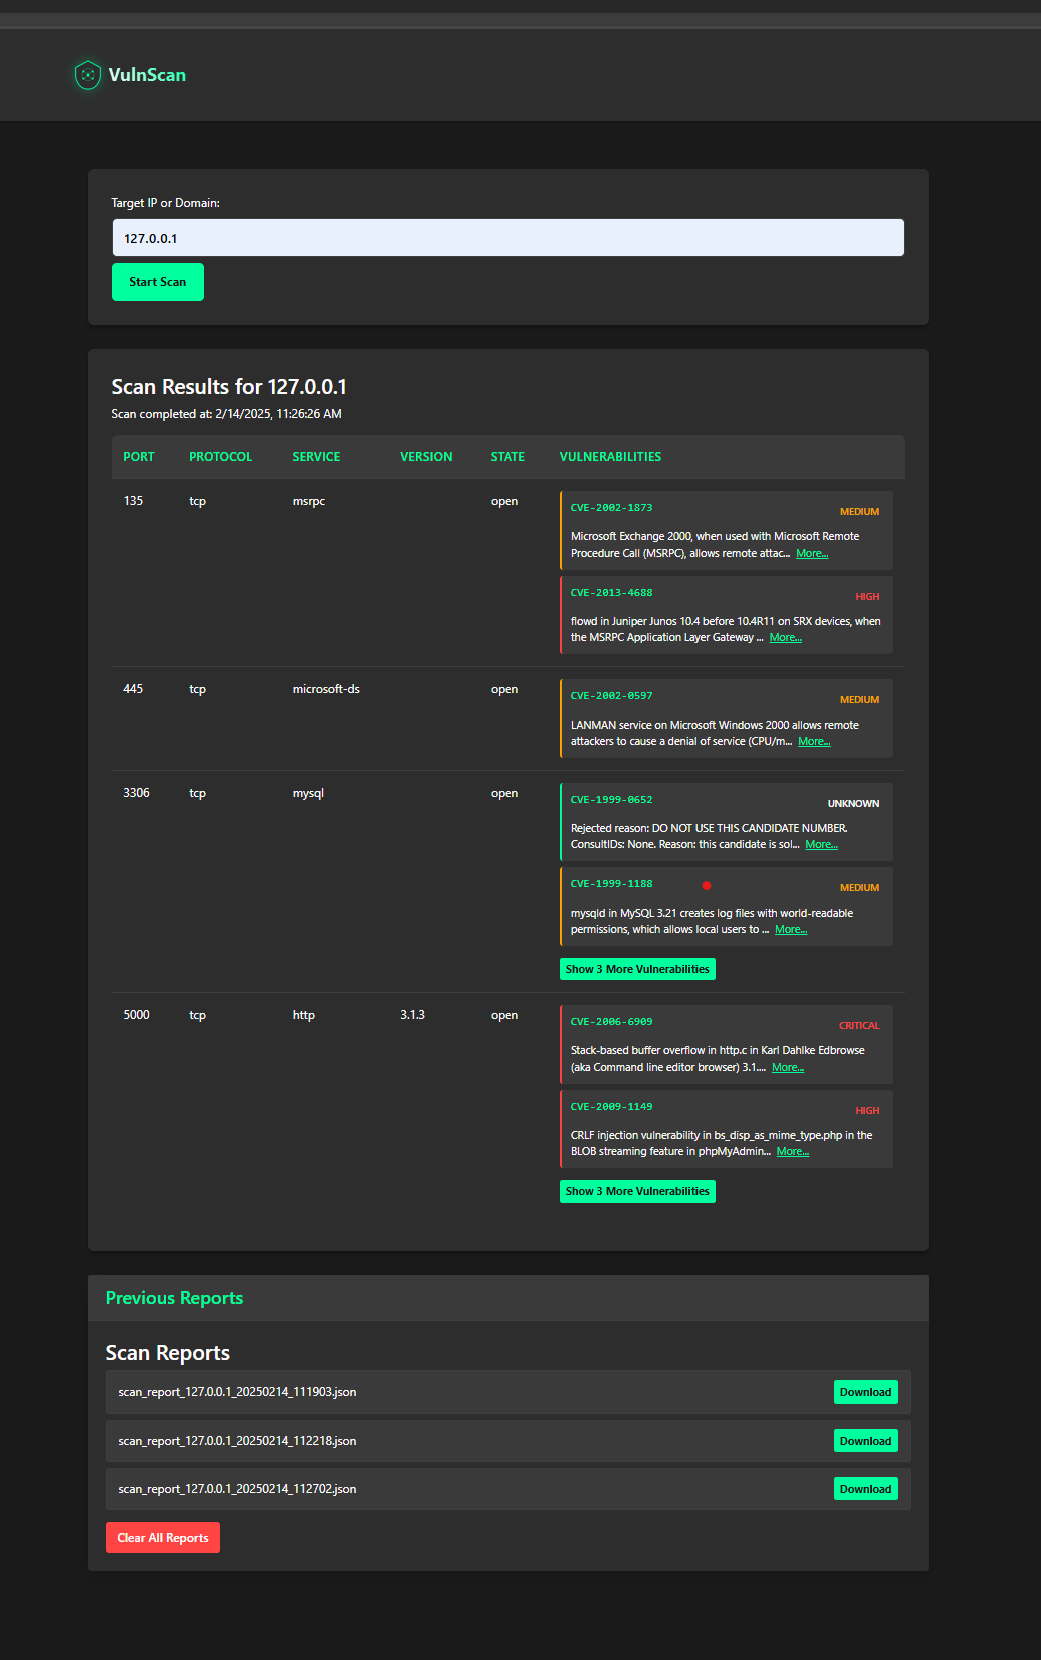 VulnScan
Target IP or Domain:
127.0.0.1
Start Scan
Scan Results for 127.0.0.1
Scan completed at: 2/14/2025, 11:26:26 AM
PORT PROTOCOL SERVICE VERSION STATE VULNERABILITIES
135 tcp msrpc open
CVE-2002-1873 MEDIUM
Microsoft Exchange 2000, when used with Microsoft Remote
Procedure Call (MSRPC), allows remote attac... More...
CVE-2013-4688 HIGH
flowd in Juniper Junos 10.4 before 10.4R11 on SRX devices, when
the MSRPC Application Layer Gateway ... More...
445 tcp microsoft-ds open
CVE-2002-0597 MEDIUM
LANMAN service on Microsoft Windows 2000 allows remote
attackers to cause a denial of service (CPU/m... More...
3306 tcp mysql open
CVE-1999-0652 UNKNOWN
Rejected reason: DO NOT USE THIS CANDIDATE NUMBER.
ConsultIDs: None. Reason: this candidate is sol... More...
CVE-1999-1188 MEDIUM
mysqld in MySQL 3.21 creates log files with world-readable
permissions, which allows local users to ... More...
Show 3 More Vulnerabilities
5000 tcp http 3.1.3 open
CVE-2006-6909 CRITICAL
Stack-based buffer overflow in http.c in Karl Dahlke Edbrowse
(aka Command line editor browser) 3.1.... More...
CVE-2009-1149 HIGH
CRLF injection vulnerability in bs_disp_as_mime_type.php in the
BLOB streaming feature in phpMyAdmin... More...
Show 3 More Vulnerabilities
Previous Reports
Scan Reports
scan_report_127.0.0.1_20250214_111903.json Download
scan_report_127.0.0.1_20250214_112218.json Download
scan_report_127.0.0.1_20250214_112702.json Download
Clear All Reports